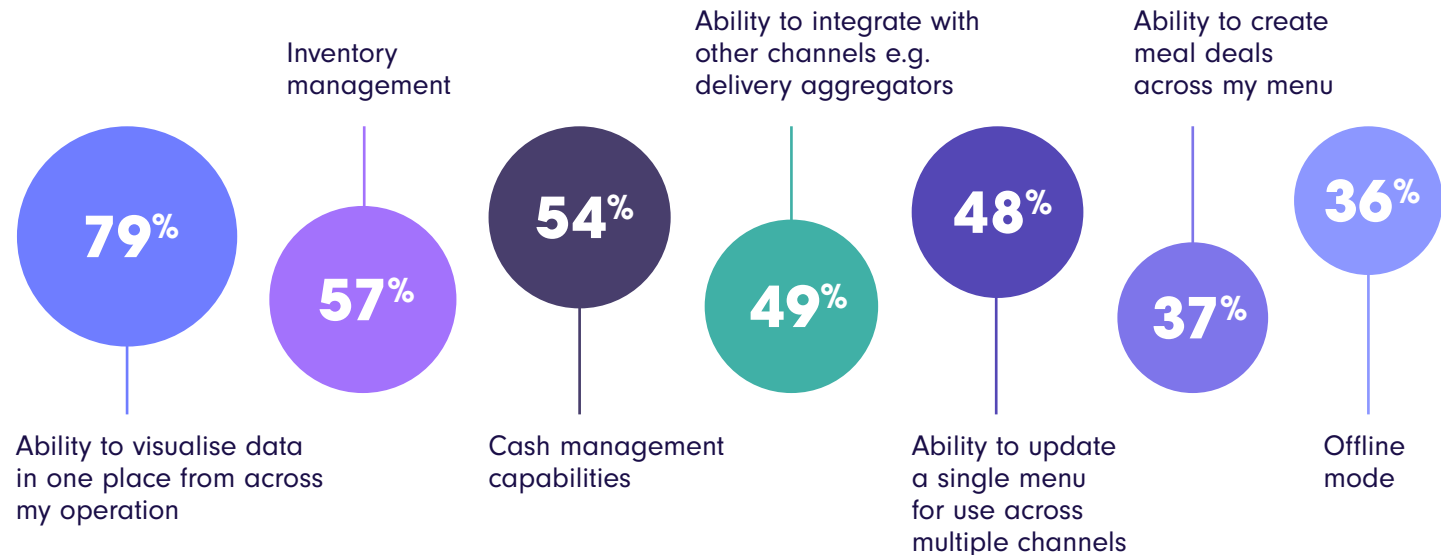 79%
Ability to visualise data
in one place from across
my operation
Inventory
management
57%
54%
Cash management
capabilities
Ability to integrate with
other channels e.g.
delivery aggregators
49%
48%
Ability to update
a single menu
for use across
multiple channels
Ability to create
meal deals
across my menu
37%
36%
Offline
mode